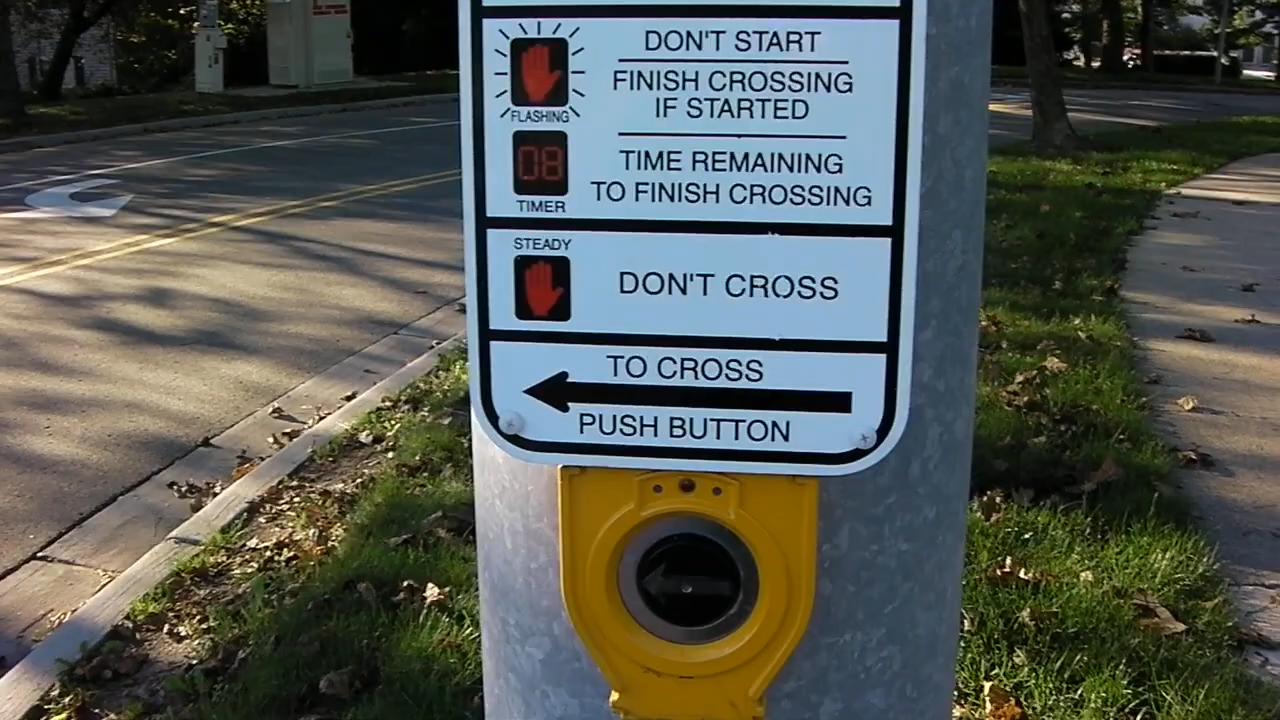 DON'T START
FINISH CROSSING
IF STARTED
FLASHING
08
TIME REMAINING
TO FINISH CROSSING
TIMER
STEADY
DON'T CROSS
TO CROSS
PUSH BUTTON